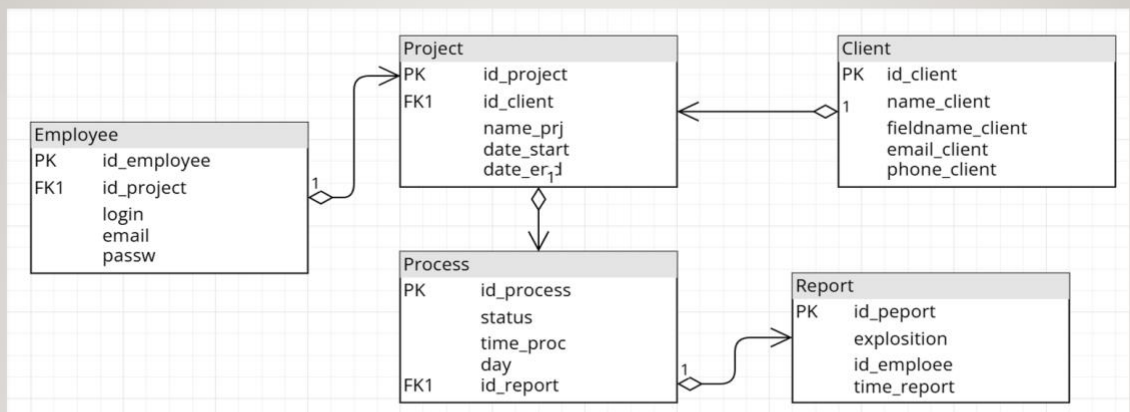 Project
PK id_project
FK1 id_client
name_prj
date_start
date_end
1
Client
PK id_client
1 name_client
fieldname_client
email_client
phone_client
Employee
PK id_employee
FK1 id_project
1
login
email
passw
Process
PK id_process
status
time_proc
day
FK1 id_report
1
Report
PK id_peport
explosition
id_emploee
time_report